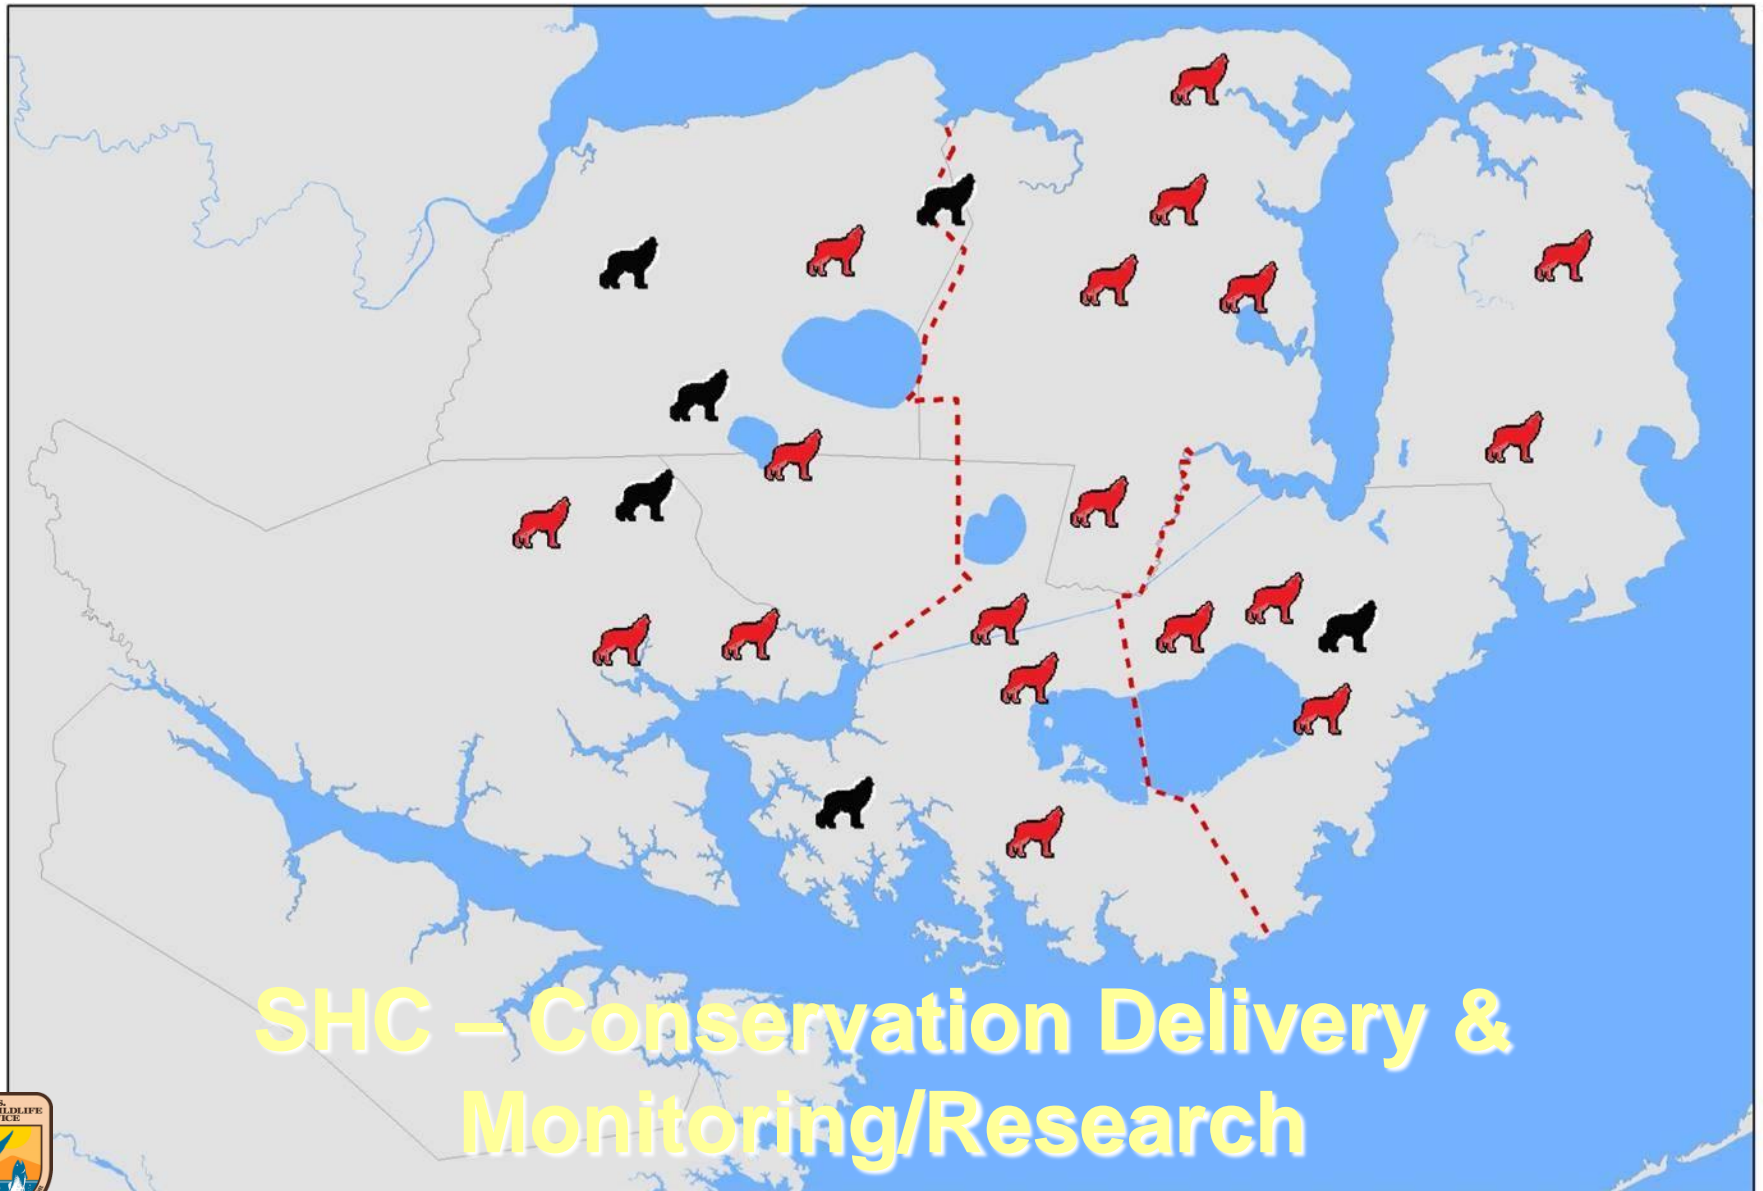 SHC – Conservation Delivery &
Monitoring/Research